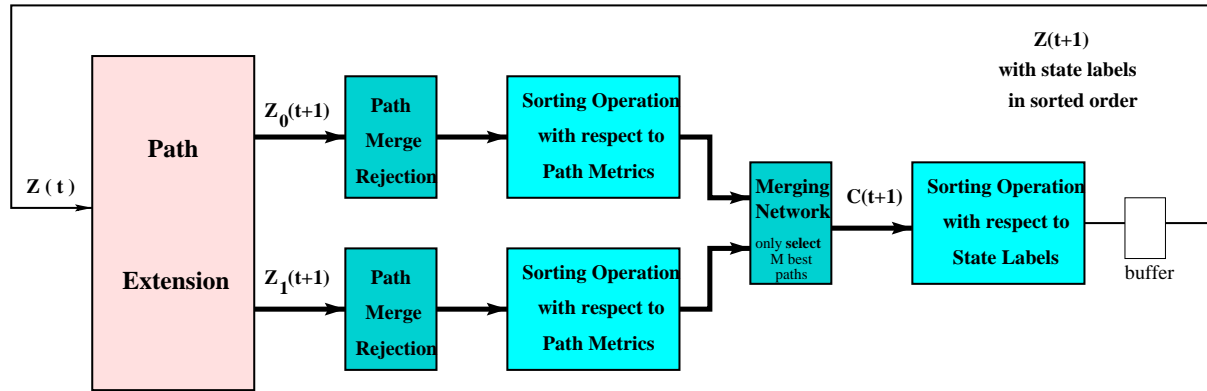 Z(t+1)
with state labels
in sorted order
Z ( t )
Path
Extension
Z0(t+1)
Path
Merge
Rejection
Sorting Operation
with respect to
Path Metrics
Z1(t+1)
Path
Merge
Rejection
Sorting Operation
with respect to
Path Metrics
Merging
Network
only select
M best
paths
C(t+1)
Sorting Operation
with respect to
State Labels
buffer